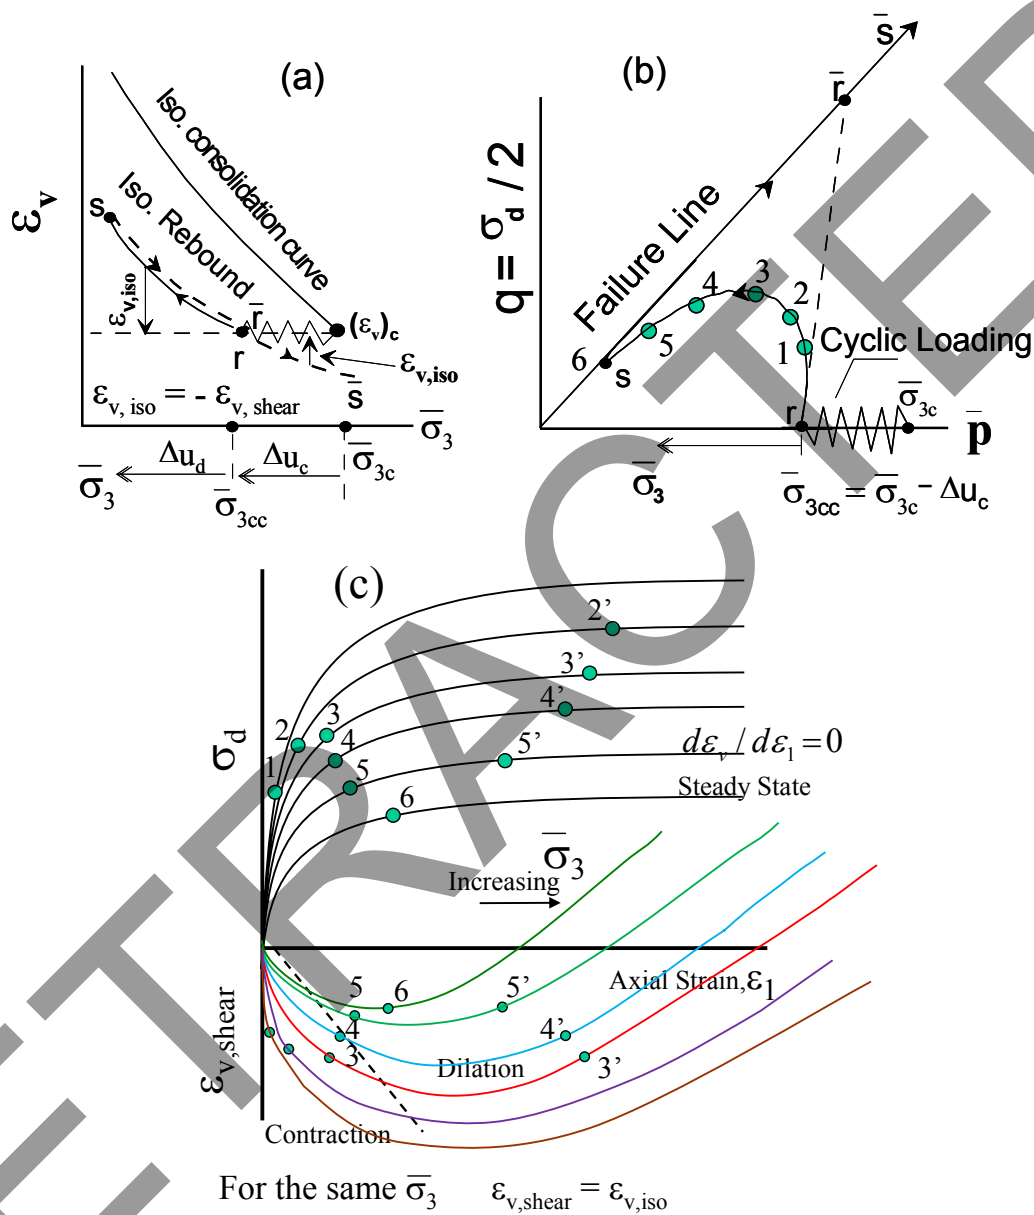 (a)
ε_v
Iso. consolidation curve
Iso. Rebound
s
ε_v,iso
r̄
(ε_v)_c
r
ε_v,iso
s̄
ε_v, iso = - ε_v, shear
σ̄_3
Δu_d
Δu_c
σ̄_3c
σ̄_3
σ̄_3cc
(b)
s̄
r̄
q = σ_d / 2
Failure Line
4
3
2
5
1
Cyclic Loading
6
s
r
σ̄_3c
p̄
σ̄_3
σ̄_3cc = σ̄_3c - Δu_c
(c)
2’
3’
σ_d
2
3
4’
4
dε_v / dε_1 = 0
1
5
5’
Steady State
6
σ̄_3
Increasing
5
6
5’
Axial Strain, ε_1
ε_v,shear
4
4’
3
Dilation
3’
Contraction
For the same σ̄_3 ε_v,shear = ε_v,iso
RETRACTED